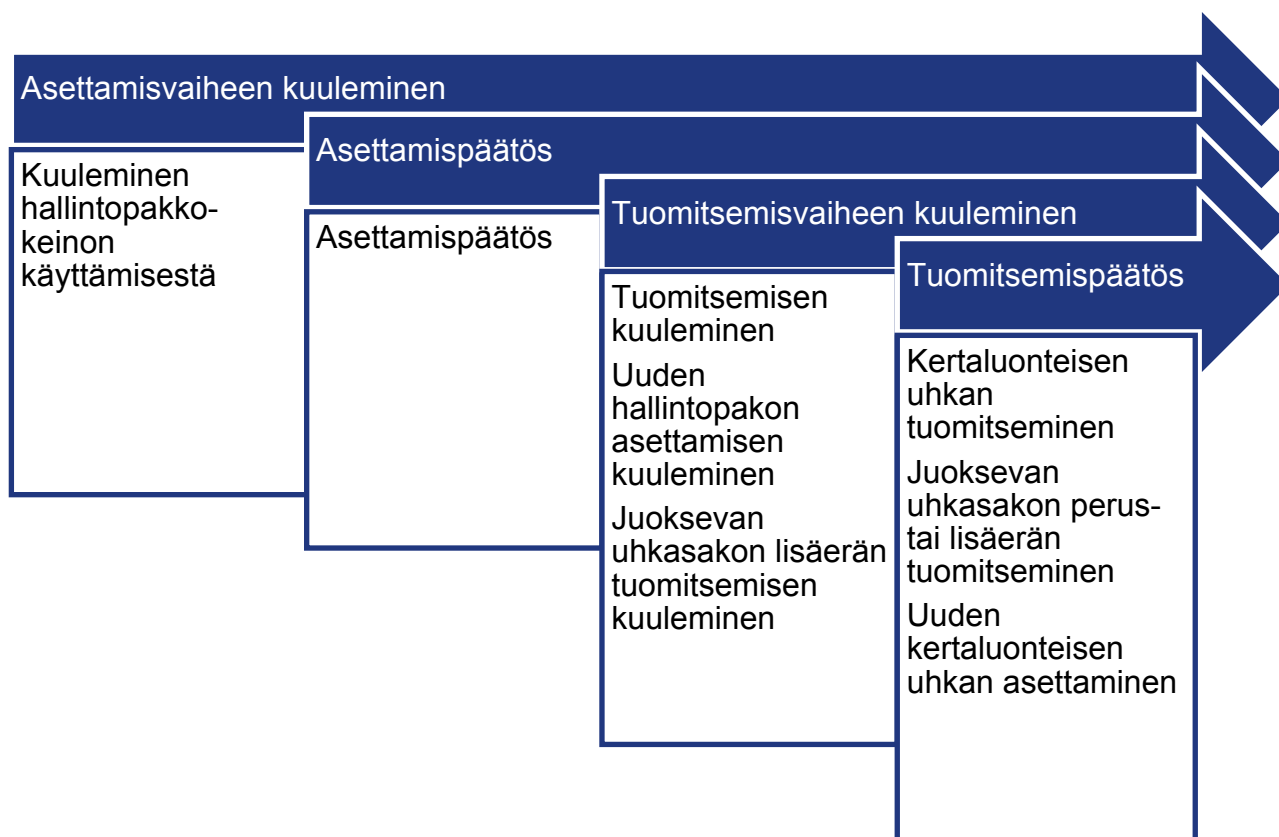 Asettamisvaiheen kuuleminen
Kuuleminen
hallintopakko-
keinon
käyttämisestä
Asettamispäätös
Asettamispäätös
Tuomitsemisvaiheen kuuleminen
Tuomitsemisen
kuuleminen
Uuden
hallintopakon
asettamisen
kuuleminen
Juoksevan
uhkasakon lisäerän
tuomitsemisen
kuuleminen
Tuomitsemispäätös
Kertaluonteisen
uhkan
tuomitseminen
Juoksevan
uhkasakon perus-
tai lisäerän
tuomitseminen
Uuden
kertaluonteisen
uhkan asettaminen